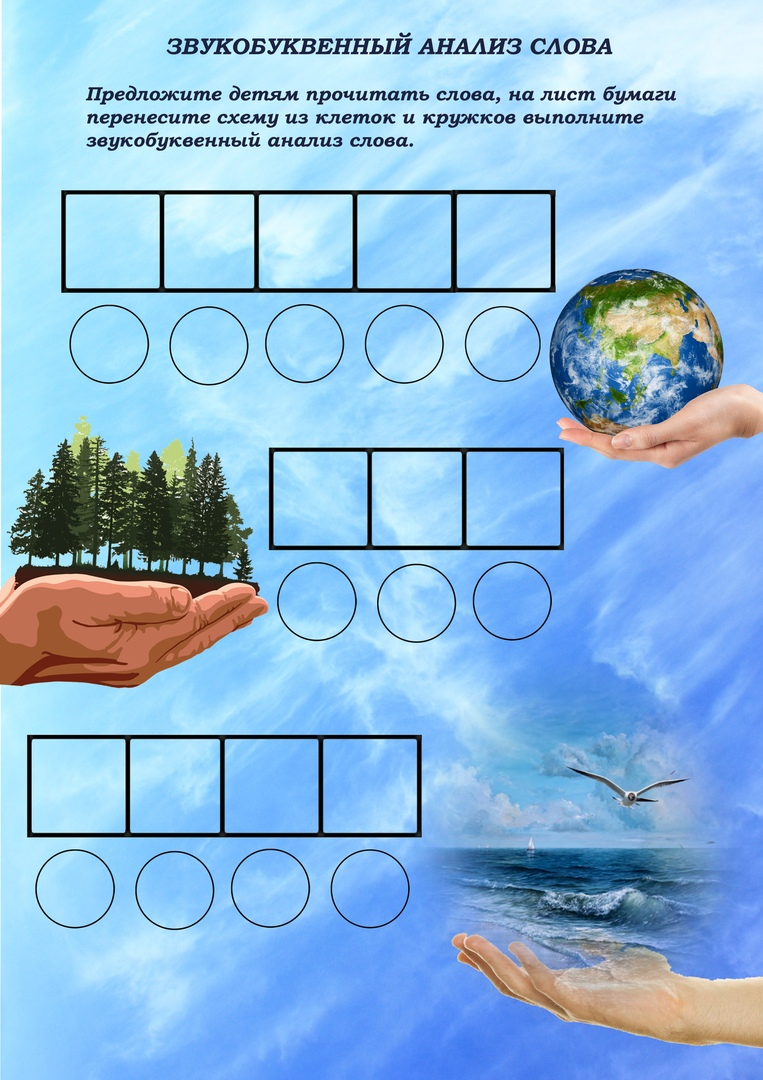 ЗВУКОБУКВЕННЫЙ АНАЛИЗ СЛОВА
Предложите детям прочитать слова, на лист бумаги
перенесите схему из клеток и кружков выполните
звукобуквенный анализ слова.